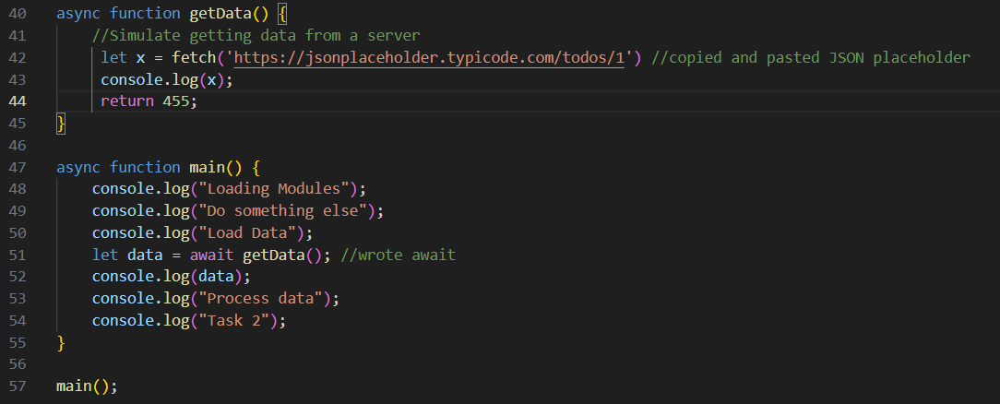 40 async function getData() {
41 //Simulate getting data from a server
42 let x = fetch('https://jsonplaceholder.typicode.com/todos/1') //copied and pasted JSON placeholder
43 console.log(x);
44 return 455;
45 }
46
47 async function main() {
48 console.log("Loading Modules");
49 console.log("Do something else");
50 console.log("Load Data");
51 let data = await getData(); //wrote await
52 console.log(data);
53 console.log("Process data");
54 console.log("Task 2");
55 }
56
57 main();